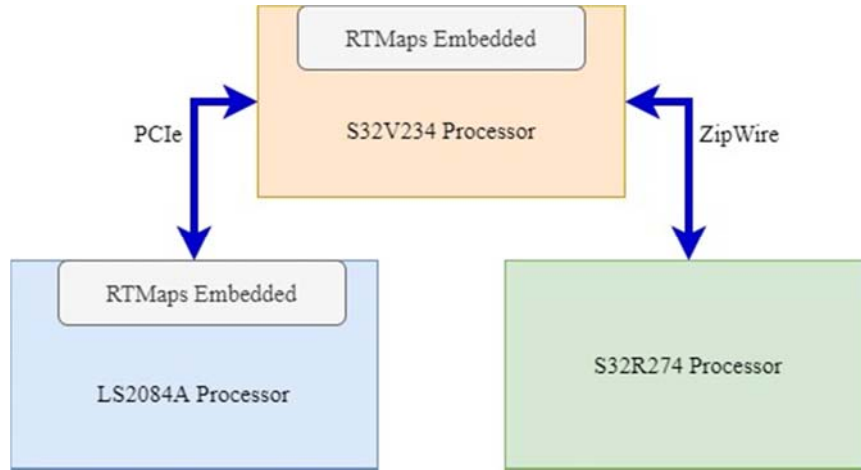 RTMaps Embedded
S32V234 Processor
PCIe
ZipWire
RTMaps Embedded
LS2084A Processor
S32R274 Processor